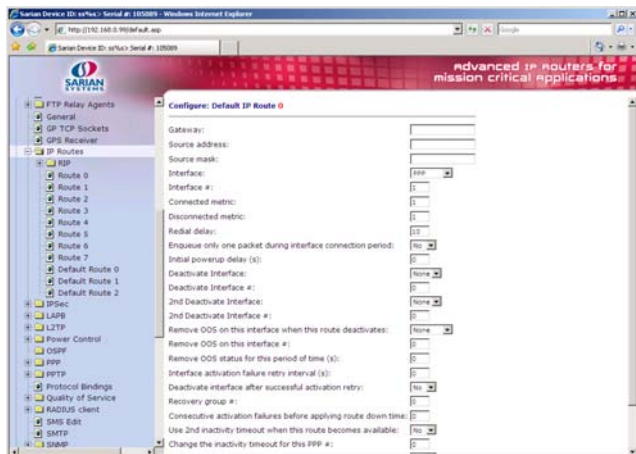 Sarian Device ID: ss%s> Serial #: 105089 - Windows Internet Explorer
http://192.168.0.99/default.asp
Google
Sarian Device ID: ss%s> Serial #: 105089
SARIAN
SYSTEMS
Advanced IP Routers for
mission critical applications
FTP Relay Agents
General
GP TCP Sockets
GPS Receiver
IP Routes
RIP
Route 0
Route 1
Route 2
Route 3
Route 4
Route 5
Route 6
Route 7
Default Route 0
Default Route 1
Default Route 2
IPSec
LAPB
L2TP
Power Control
OSPF
PPP
PPTP
Protocol Bindings
Quality of Service
RADIUS client
SMS Edit
SMTP
SNMP
Configure: Default IP Route 0
Gateway:
Source address:
Source mask:
Interface: PPP
Interface #: 1
Connected metric: 1
Disconnected metric: 1
Redial delay: 10
Enqueue only one packet during interface connection period: No
Initial powerup delay (s): 0
Deactivate Interface: None
Deactivate Interface #: 0
2nd Deactivate Interface: None
2nd Deactivate Interface #: 0
Remove OOS on this interface when this route deactivates: None
Remove OOS on this interface #: 0
Remove OOS status for this period of time (s): 0
Interface activation failure retry interval (s): 0
Deactivate interface after successful activation retry: No
Recovery group #: 0
Consecutive activation failures before applying route down time: 0
Use 2nd inactivity timeout when this route becomes available: No
Change the inactivity timeout for this PPP #: 0